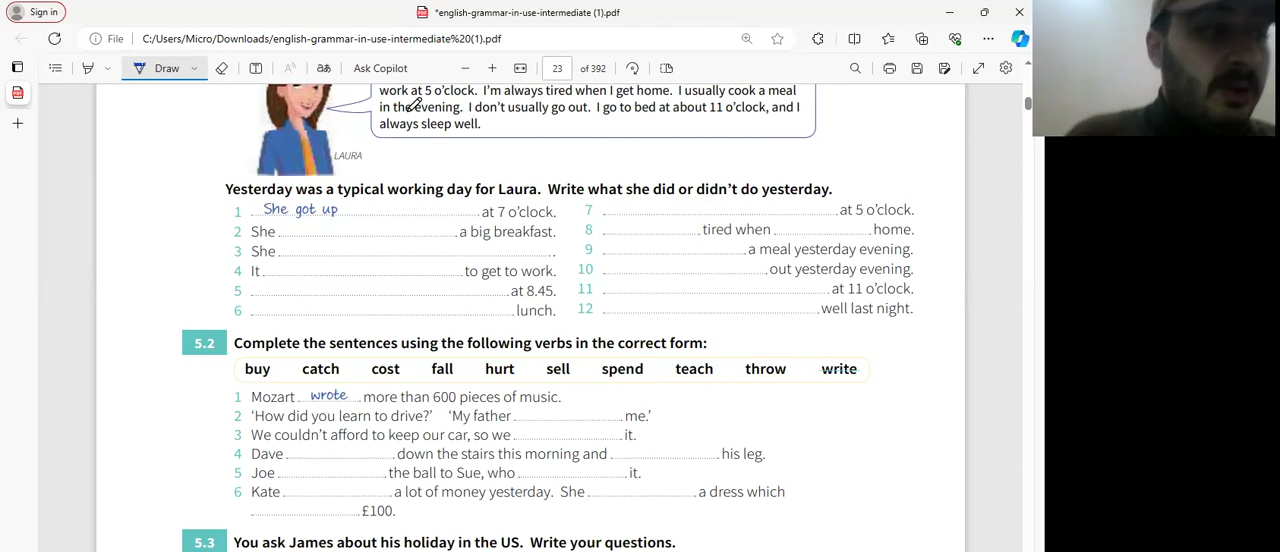 Sign in
*english-grammar-in-use-intermediate (1).pdf
File C:/Users/Micro/Downloads/english-grammar-in-use-intermediate%20(1).pdf
Draw Ask Copilot 23 of 392
work at 5 o'clock. I'm always tired when I get home. I usually cook a meal
in the evening. I don't usually go out. I go to bed at about 11 o'clock, and I
always sleep well.
LAURA
Yesterday was a typical working day for Laura. Write what she did or didn't do yesterday.
1 She got up at 7 o'clock.
2 She a big breakfast.
3 She .
4 It to get to work.
5 at 8.45.
6 lunch.
7 at 5 o'clock.
8 tired when home.
9 a meal yesterday evening.
10 out yesterday evening.
11 at 11 o'clock.
12 well last night.
5.2 Complete the sentences using the following verbs in the correct form:
buy catch cost fall hurt sell spend teach throw write
1 Mozart wrote more than 600 pieces of music.
2 'How did you learn to drive?' 'My father me.'
3 We couldn't afford to keep our car, so we it.
4 Dave down the stairs this morning and his leg.
5 Joe the ball to Sue, who it.
6 Kate a lot of money yesterday. She a dress which
£100.
5.3 You ask James about his holiday in the US. Write your questions.